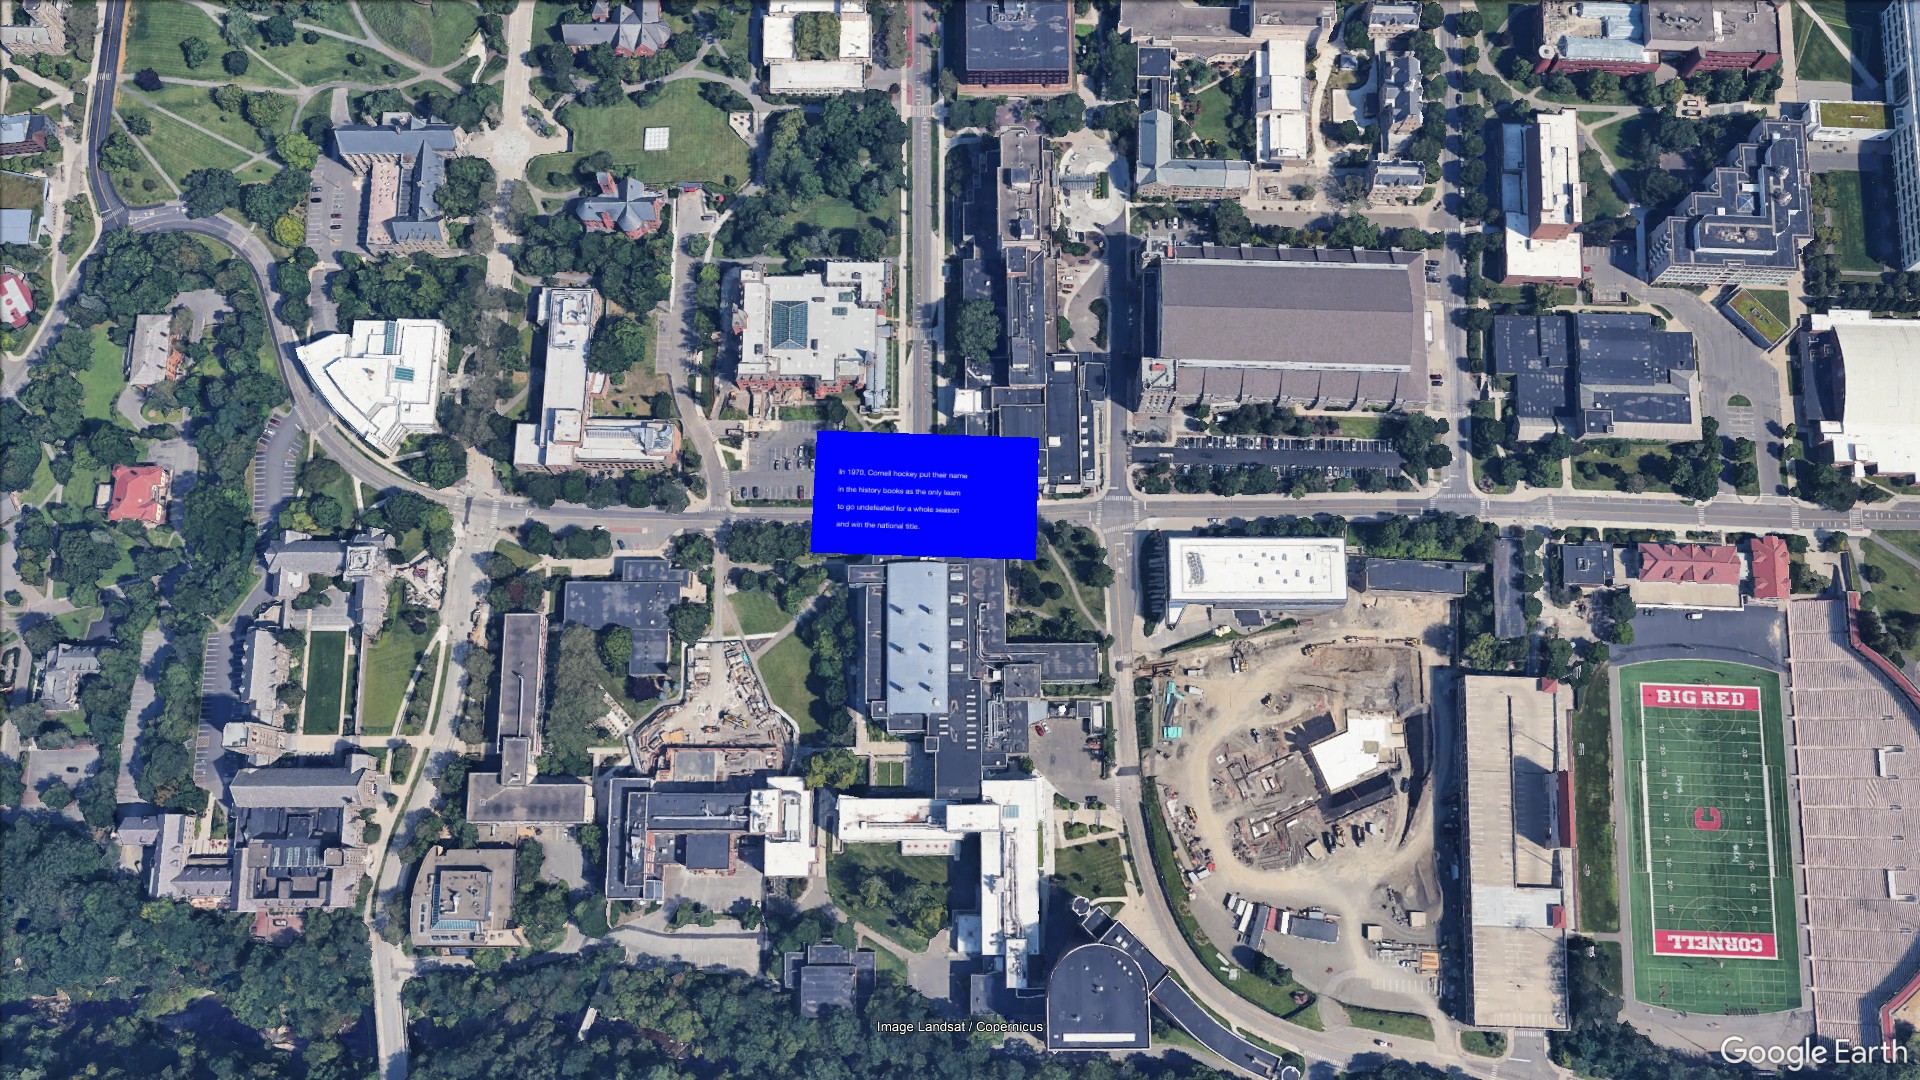 In 1970, Cornell hockey put their name
in the history books as the only team
to go undefeated for a whole season
and win the national title.
BIG RED
C
CORNELL
Image Landsat / Copernicus
Google Earth